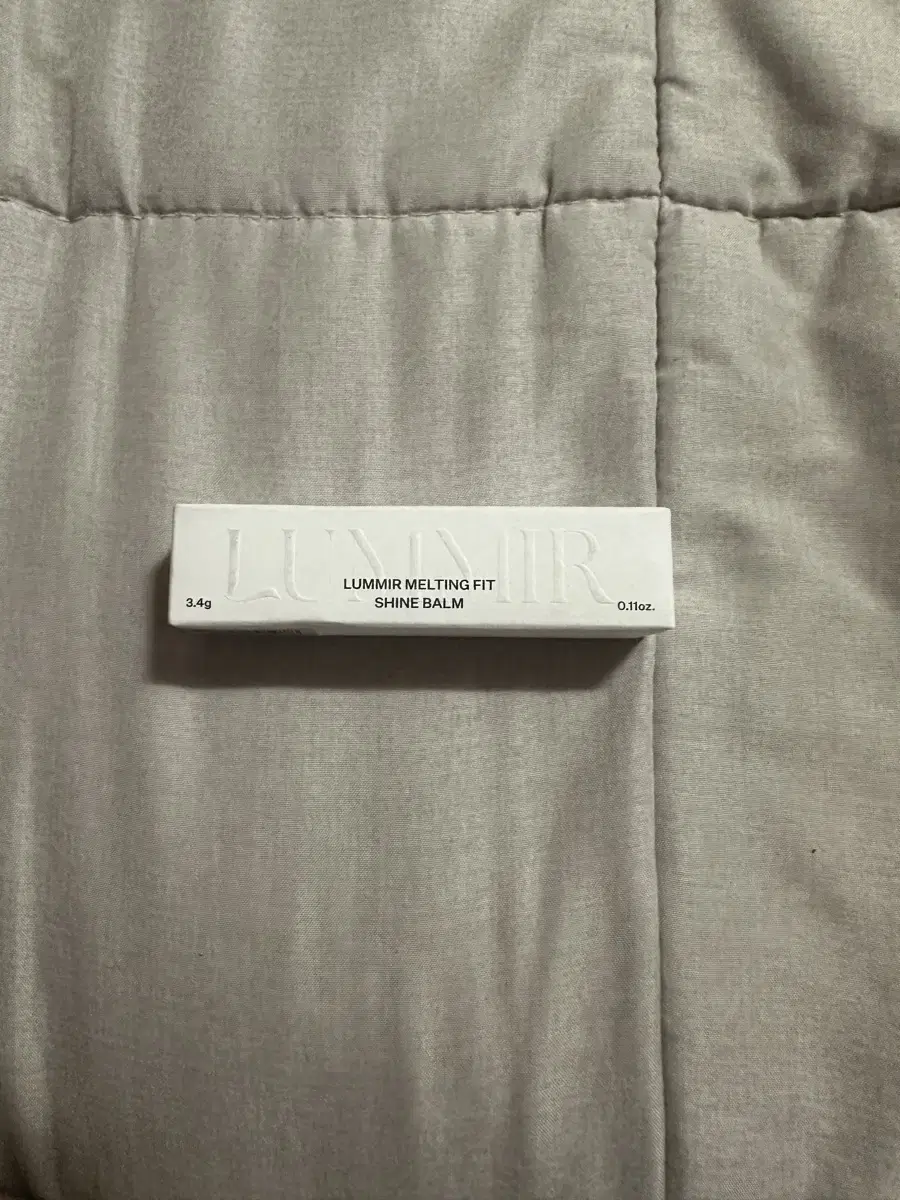 LUMMIR
LUMMIR MELTING FIT
SHINE BALM
3.4g
0.11oz.